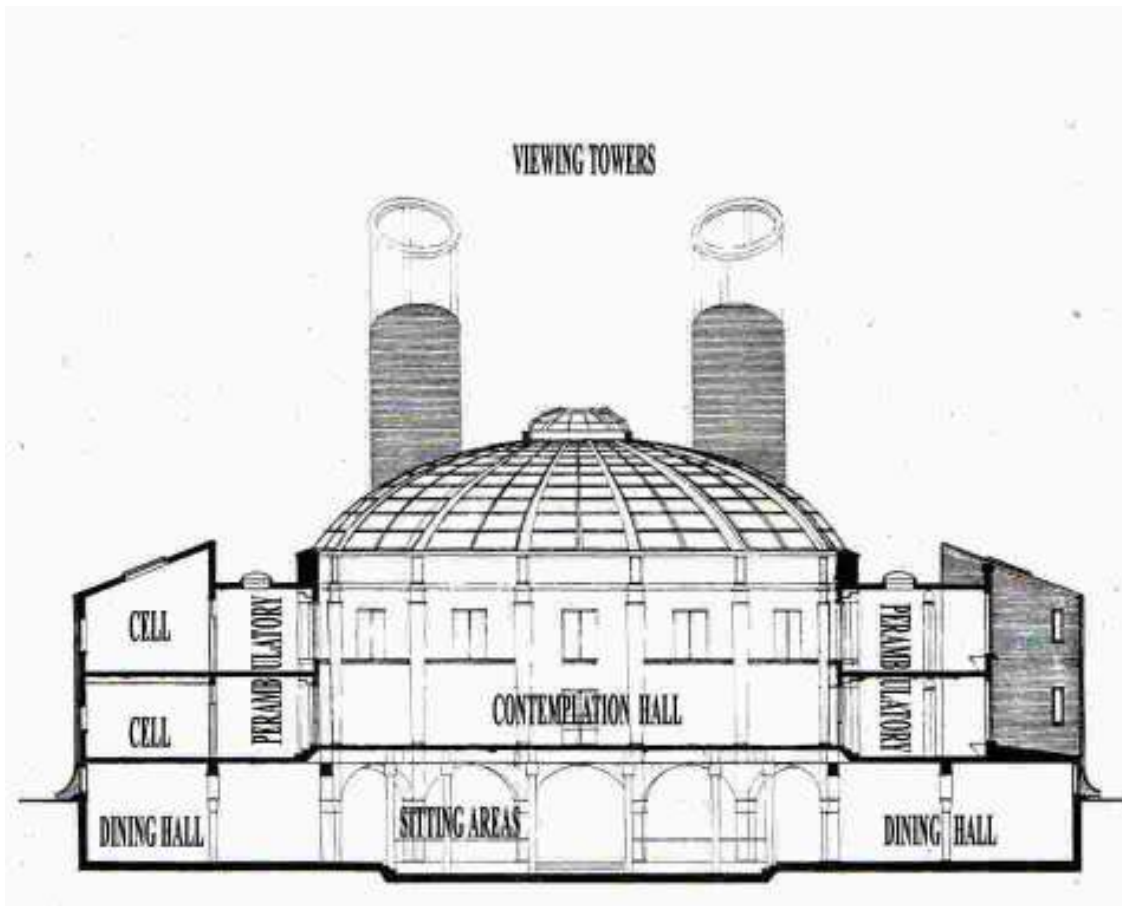 VIEWING TOWERS
CELL
PERAMBULATORY
PERAMBULATORY
CONTEMPLATION HALL
CELL
DINING HALL
SITTING AREAS
DINING HALL